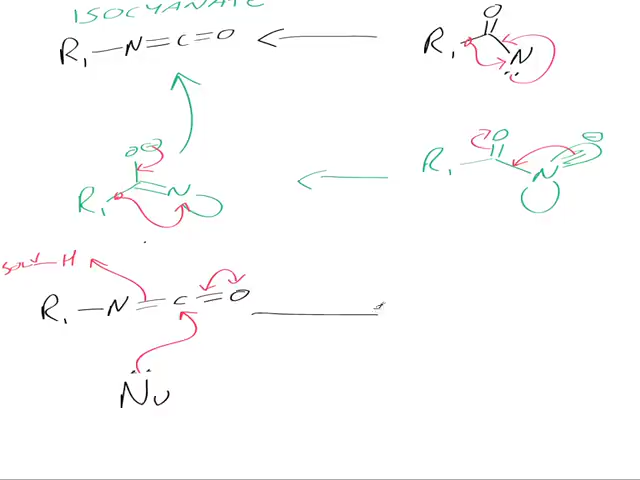 ISOCYANATE
R1—N=C=O
O
R1 N
O⊖
R1 N
O ⊖
R1 N
solv—H
R1—N=C=O
Nu